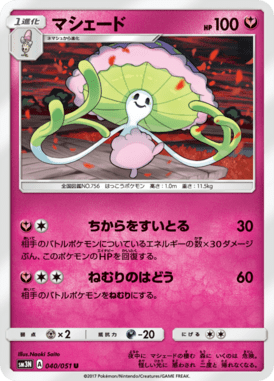 1進化
マシェード
HP100
ネマシュから進化
全国図鑑NO.756 はっこうポケモン 高さ:1.0m 重さ:11.5kg
ちからをすいとる 30
相手のバトルポケモンについているエネルギーの数×30ダメージ
ぶん、このポケモンのHPを回復する。
ねむりのはどう 60
相手のバトルポケモンをねむりにする。
弱点 ×2 抵抗力 -20 にげる
Illus.Naoki Saito
SM3N A 040/051 U
©2017 Pokémon/Nintendo/Creatures/GAME FREAK.